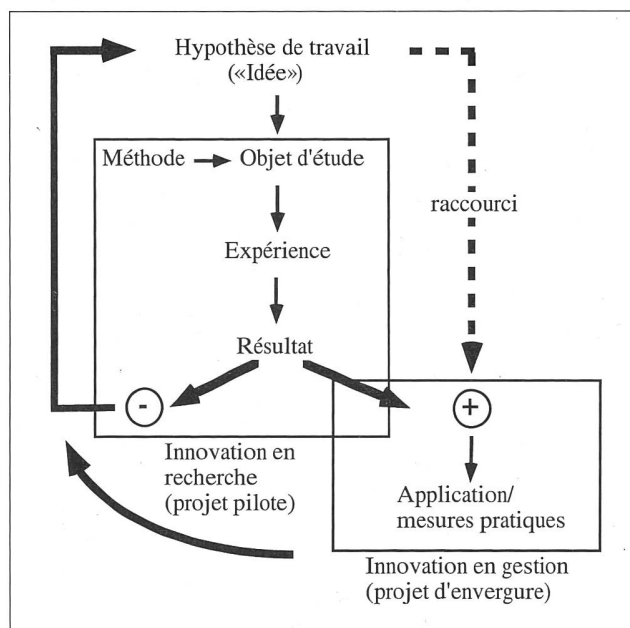 Hypothèse de travail
(«Idée»)
Méthode
Objet d'étude
raccourci
Expérience
Résultat
-
+
Innovation en
recherche
(projet pilote)
Application/
mesures pratiques
Innovation en gestion
(projet d'envergure)